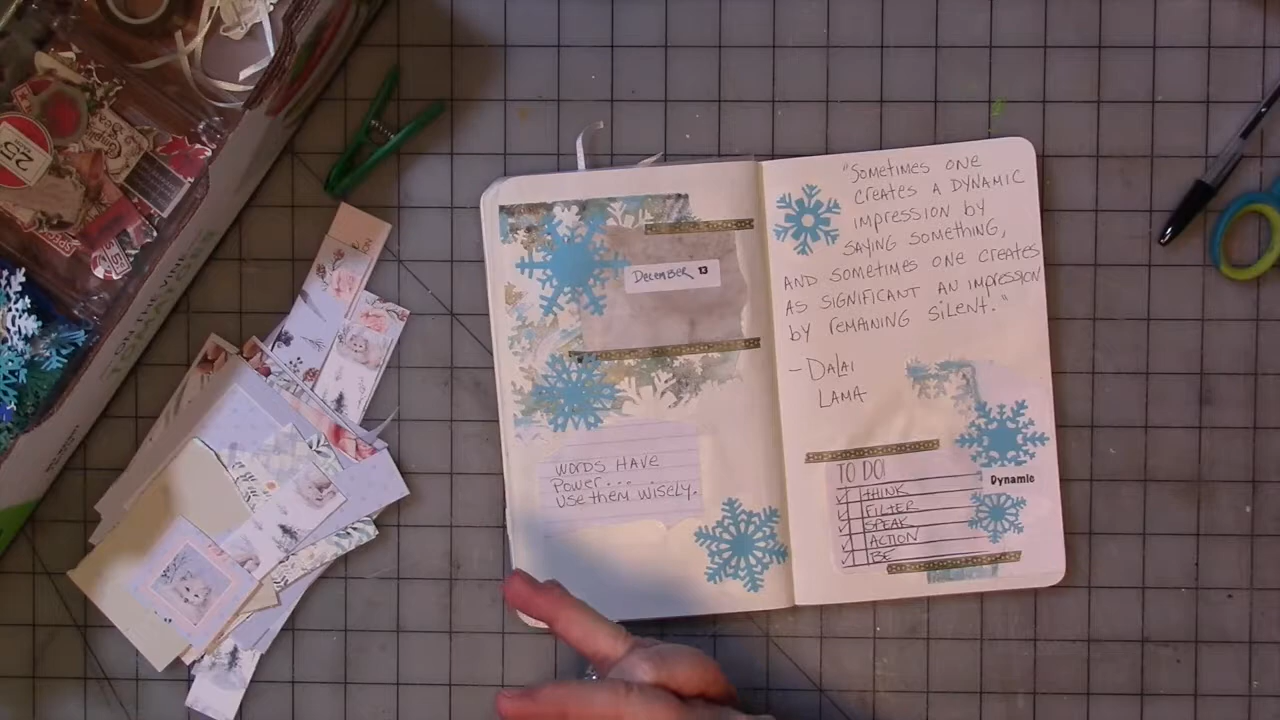 25
DECEMBER 13
WORDS HAVE
POWER...
USE THEM WISELY.
"SOMETIMES ONE
CREATES A DYNAMIC
IMPRESSION BY
SAYING SOMETHING,
AND SOMETIMES ONE CREATES
AS SIGNIFICANT AN IMPRESSION
BY REMAINING SILENT."
- DALAI
LAMA
TO DO
THINK
FILTER
SPEAK
ACTION
BE
Dynamic